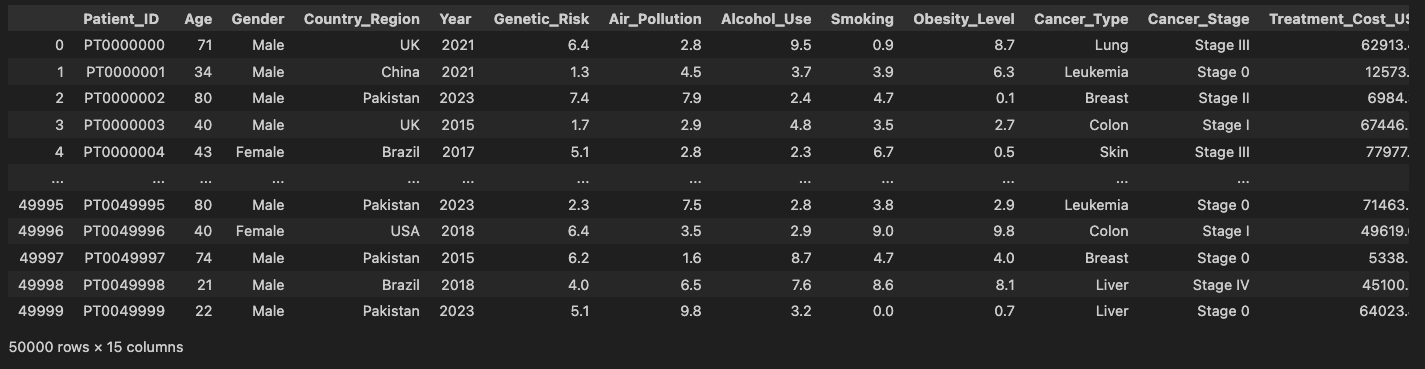 Patient_ID Age Gender Country_Region Year Genetic_Risk Air_Pollution Alcohol_Use Smoking Obesity_Level Cancer_Type Cancer_Stage Treatment_Cost_US
0 PT0000000 71 Male UK 2021 6.4 2.8 9.5 0.9 8.7 Lung Stage III 62913.
1 PT0000001 34 Male China 2021 1.3 4.5 3.7 3.9 6.3 Leukemia Stage 0 12573.
2 PT0000002 80 Male Pakistan 2023 7.4 7.9 2.4 4.7 0.1 Breast Stage II 6984.
3 PT0000003 40 Male UK 2015 1.7 2.9 4.8 3.5 2.7 Colon Stage I 67446.
4 PT0000004 43 Female Brazil 2017 5.1 2.8 2.3 6.7 0.5 Skin Stage III 77977.
... ... ... ... ... ... ... ... ... ... ... ... ...
49995 PT0049995 80 Male Pakistan 2023 2.3 7.5 2.8 3.8 2.9 Leukemia Stage 0 71463.
49996 PT0049996 40 Female USA 2018 6.4 3.5 2.9 9.0 9.8 Colon Stage I 49619.
49997 PT0049997 74 Male Pakistan 2015 6.2 1.6 8.7 4.7 4.0 Breast Stage 0 5338.
49998 PT0049998 21 Male Brazil 2018 4.0 6.5 7.6 8.6 8.1 Liver Stage IV 45100.
49999 PT0049999 22 Male Pakistan 2023 5.1 9.8 3.2 0.0 0.7 Liver Stage 0 64023.
50000 rows × 15 columns